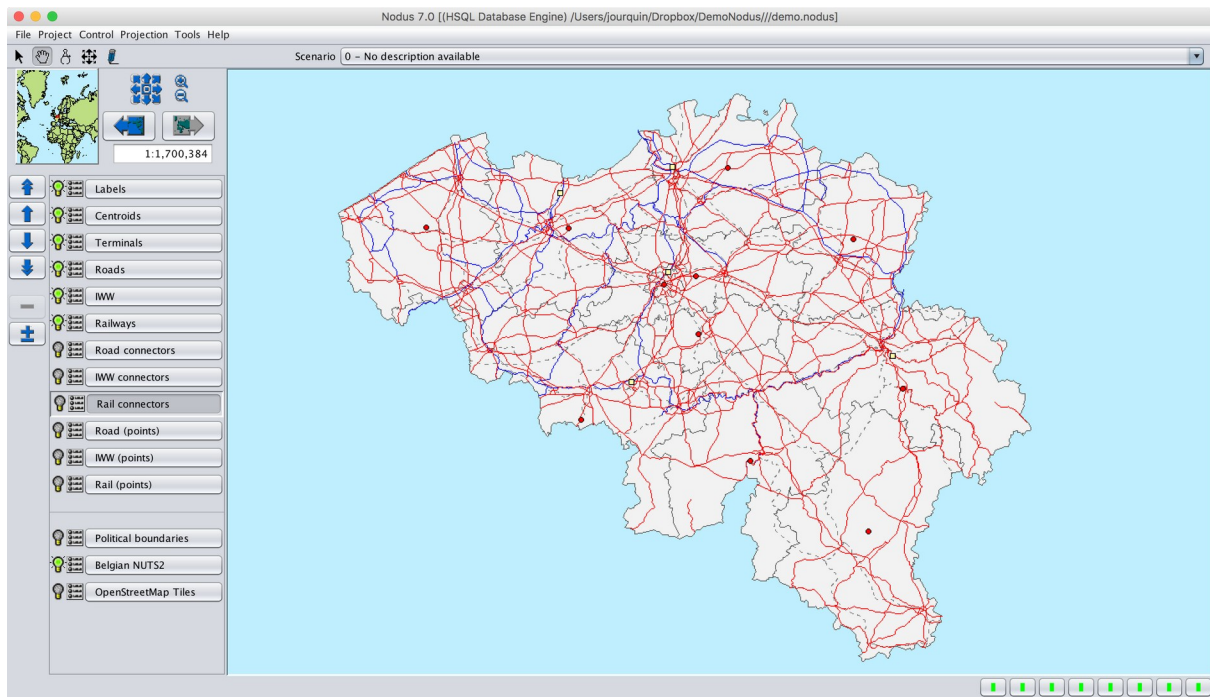 Nodus 7.0 [(HSQL Database Engine) /Users/jourquin/Dropbox/DemoNodus///demo.nodus]
File Project Control Projection Tools Help
Scenario 0 - No description available
1:1,700,384
Labels
Centroids
Terminals
Roads
IWW
Railways
Road connectors
IWW connectors
Rail connectors
Road (points)
IWW (points)
Rail (points)
Political boundaries
Belgian NUTS2
OpenStreetMap Tiles